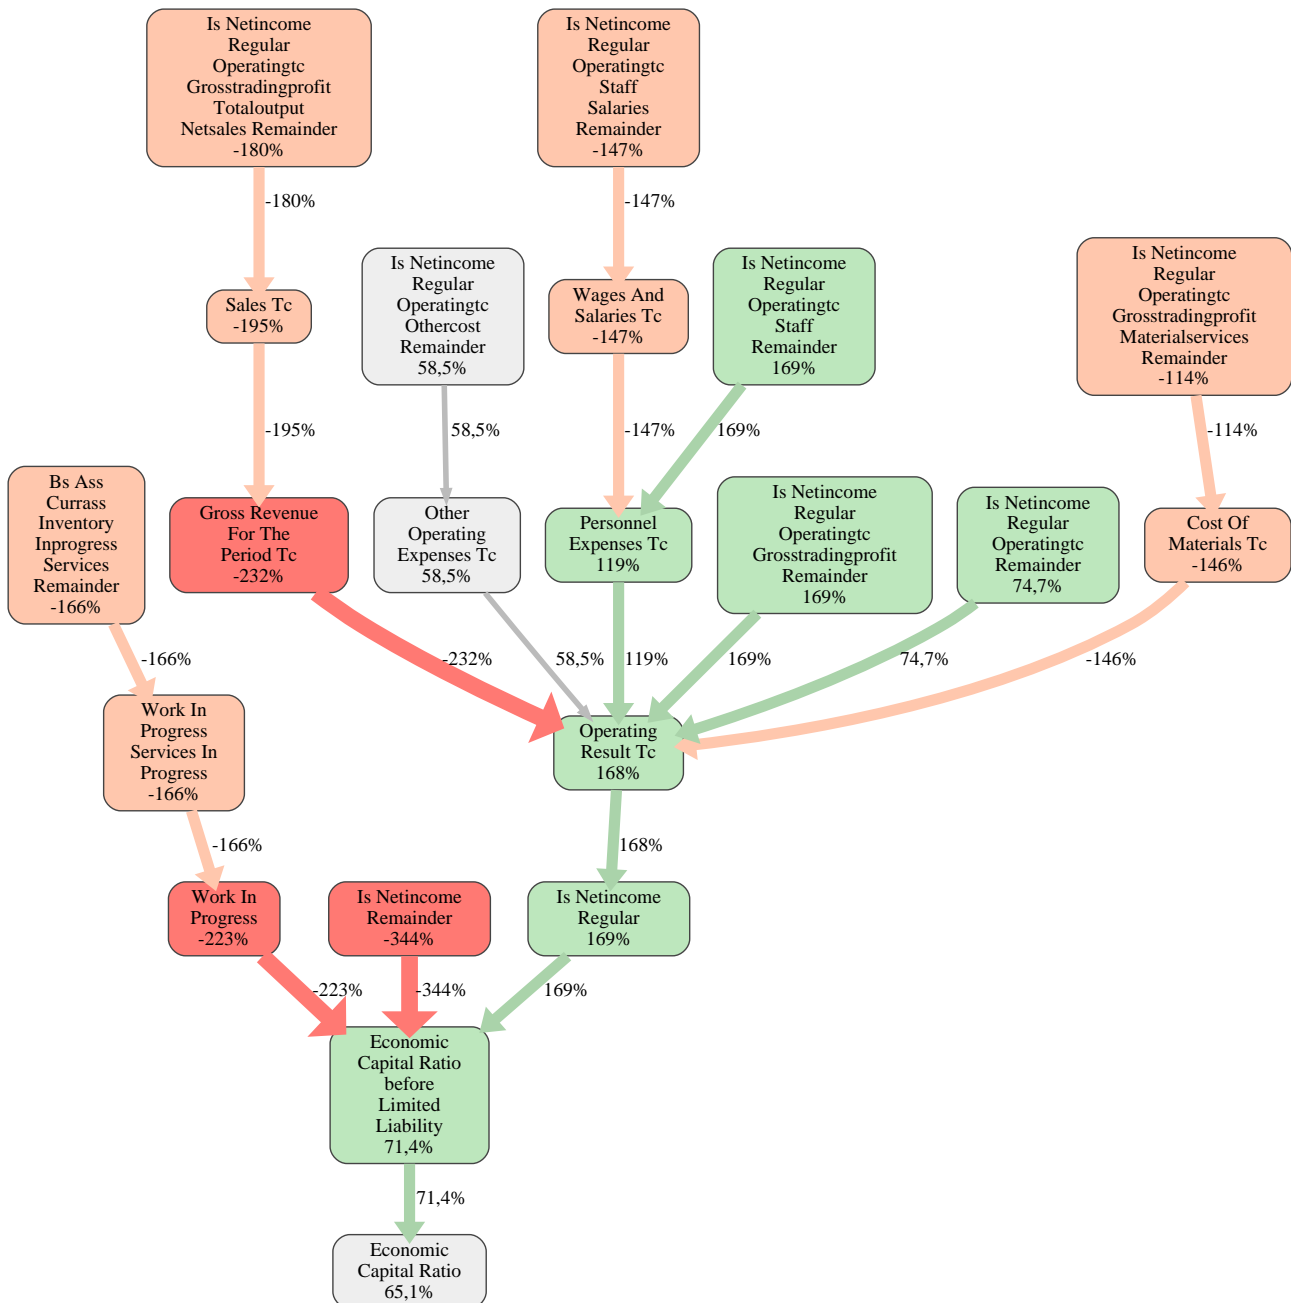 Is Netincome
Regular
Operatingtc
Grosstradingprofit
Totaloutput
Netsales Remainder
-180%
Is Netincome
Regular
Operatingtc
Staff
Salaries
Remainder
-147%
-180%
-147%
Is Netincome
Regular
Operatingtc
Othercost
Remainder
58,5%
Is Netincome
Regular
Operatingtc
Staff
Remainder
169%
Is Netincome
Regular
Operatingtc
Grosstradingprofit
Materialservices
Remainder
-114%
Sales Tc
-195%
Wages And
Salaries Tc
-147%
-195%
58,5%
-147%
169%
-114%
Bs Ass
Currass
Inventory
Inprogress
Services
Remainder
-166%
Gross Revenue
For The
Period Tc
-232%
Other
Operating
Expenses Tc
58,5%
Personnel
Expenses Tc
119%
Is Netincome
Regular
Operatingtc
Grosstradingprofit
Remainder
169%
Is Netincome
Regular
Operatingtc
Remainder
74,7%
Cost Of
Materials Tc
-146%
-166%
-232%
58,5%
119%
169%
74,7%
-146%
Work In
Progress
Services In
Progress
-166%
Operating
Result Tc
168%
-166%
168%
Work In
Progress
-223%
Is Netincome
Remainder
-344%
Is Netincome
Regular
169%
-223%
-344%
169%
Economic
Capital Ratio
before
Limited
Liability
71,4%
71,4%
Economic
Capital Ratio
65,1%